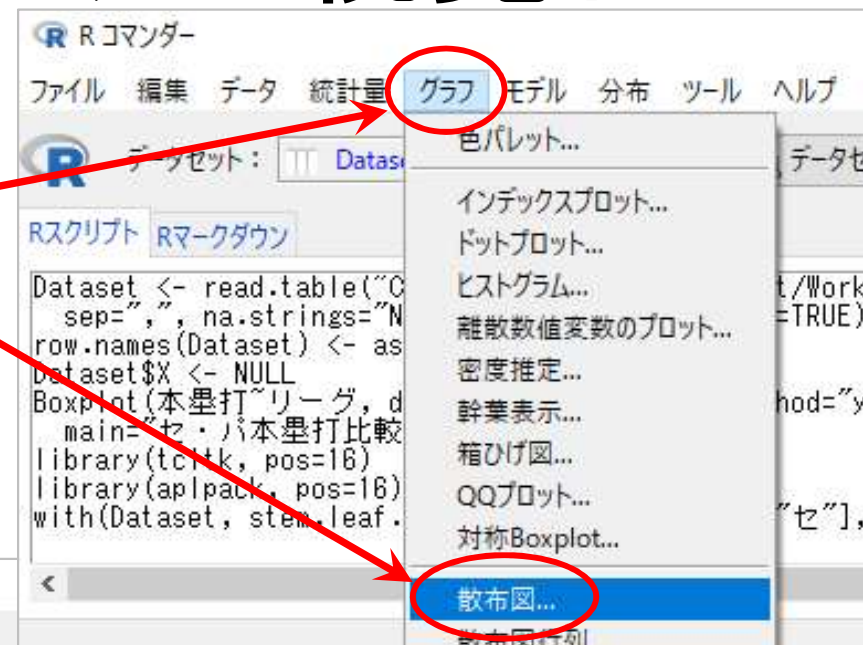 R コマンダー
ファイル 編集 データ 統計量 グラフ モデル 分布 ツール ヘルプ
データセット： Datas データセ
色パレット...
インデックスプロット...
ドットプロット...
ヒストグラム...
離散数値変数のプロット...
密度推定...
幹葉表示...
箱ひげ図...
QQプロット...
対称Boxplot...
散布図...
散布図行列
Rスクリプト Rマークダウン
Dataset <- read.table("C t/Work
sep=",", na.strings="N =TRUE)
row.names(Dataset) <- as
Dataset$X <- NULL
Boxplot(本塁打~リーグ, d hod="y
main="セ・パ本塁打比較
library(tcltk, pos=16)
library(aplpack, pos=16)
with(Dataset, stem.leaf. "セ"],